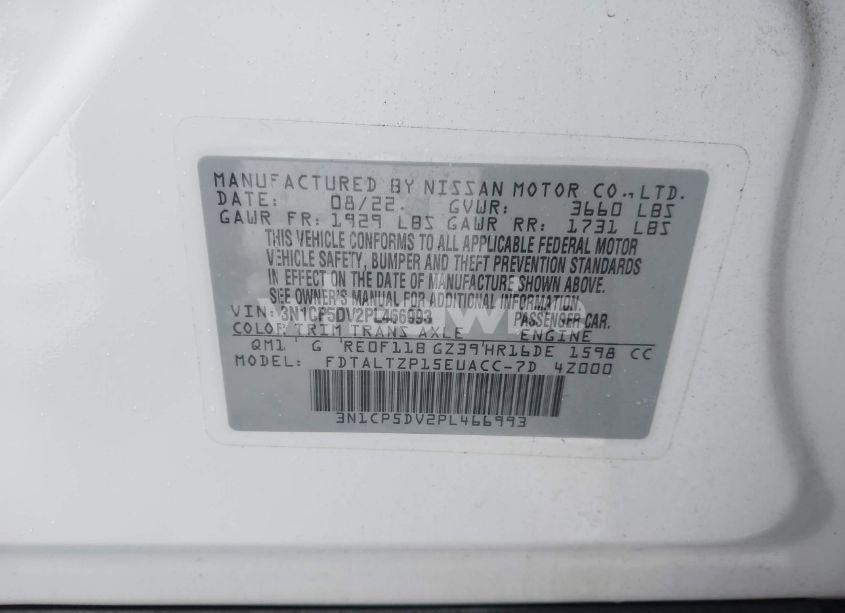 MANUFACTURED BY NISSAN MOTOR CO., LTD.
DATE: 08/22. GVWR: 3660 LBS
GAWR FR: 1929 LBS GAWR RR: 1731 LBS
THIS VEHICLE CONFORMS TO ALL APPLICABLE FEDERAL MOTOR
VEHICLE SAFETY, BUMPER AND THEFT PREVENTION STANDARDS
IN EFFECT ON THE DATE OF MANUFACTURE SHOWN ABOVE.
SEE OWNER'S MANUAL FOR ADDITIONAL INFORMATION.
VIN: 3N1CP5DV2PL466993 PASSENGER CAR.
COLOR TRIM TRANS AXLE ENGINE
QM1 G RE0F11B GZ39 HR16DE 1598 CC
MODEL: FDTALTZP15EUACC-7D 4Z000
3N1CP5DV2PL466993